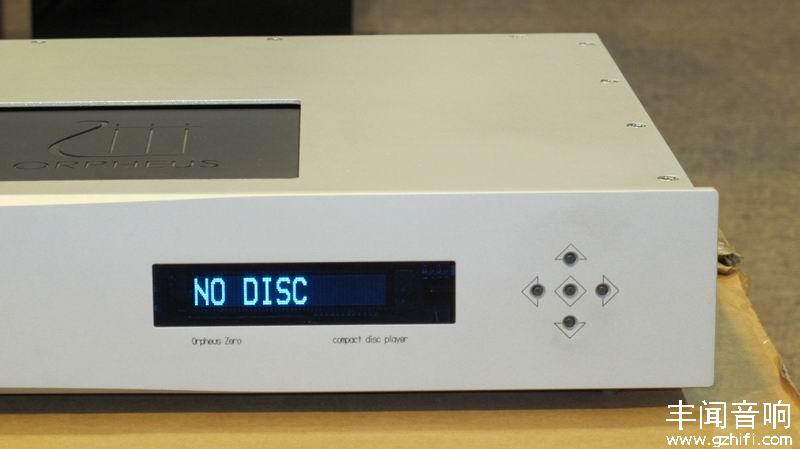 ORPHEUS
NO DISC
Orpheus Zero
compact disc player
丰闻音响
www.gzhifi.com